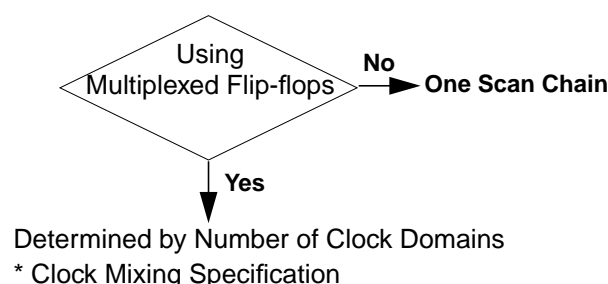 Using
Multiplexed Flip-flops
No
One Scan Chain
Yes
Determined by Number of Clock Domains
* Clock Mixing Specification